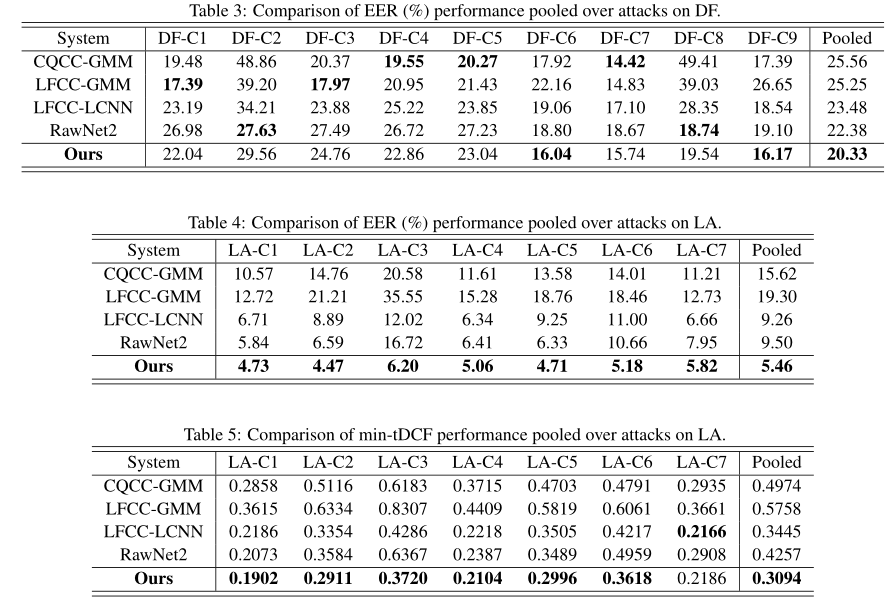 Table 3: Comparison of EER (%) performance pooled over attacks on DF.
System DF-C1 DF-C2 DF-C3 DF-C4 DF-C5 DF-C6 DF-C7 DF-C8 DF-C9 Pooled
CQCC-GMM 19.48 48.86 20.37 19.55 20.27 17.92 14.42 49.41 17.39 25.56
LFCC-GMM 17.39 39.20 17.97 20.95 21.43 22.16 14.83 39.03 26.65 25.25
LFCC-LCNN 23.19 34.21 23.88 25.22 23.85 19.06 17.10 28.35 18.54 23.48
RawNet2 26.98 27.63 27.49 26.72 27.23 18.80 18.67 18.74 19.10 22.38
Ours 22.04 29.56 24.76 22.86 23.04 16.04 15.74 19.54 16.17 20.33
Table 4: Comparison of EER (%) performance pooled over attacks on LA.
System LA-C1 LA-C2 LA-C3 LA-C4 LA-C5 LA-C6 LA-C7 Pooled
CQCC-GMM 10.57 14.76 20.58 11.61 13.58 14.01 11.21 15.62
LFCC-GMM 12.72 21.21 35.55 15.28 18.76 18.46 12.73 19.30
LFCC-LCNN 6.71 8.89 12.02 6.34 9.25 11.00 6.66 9.26
RawNet2 5.84 6.59 16.72 6.41 6.33 10.66 7.95 9.50
Ours 4.73 4.47 6.20 5.06 4.71 5.18 5.82 5.46
Table 5: Comparison of min-tDCF performance pooled over attacks on LA.
System LA-C1 LA-C2 LA-C3 LA-C4 LA-C5 LA-C6 LA-C7 Pooled
CQCC-GMM 0.2858 0.5116 0.6183 0.3715 0.4703 0.4791 0.2935 0.4974
LFCC-GMM 0.3615 0.6334 0.8307 0.4409 0.5819 0.6061 0.3661 0.5758
LFCC-LCNN 0.2186 0.3354 0.4286 0.2218 0.3505 0.4217 0.2166 0.3445
RawNet2 0.2073 0.3584 0.6367 0.2387 0.3489 0.4959 0.2908 0.4257
Ours 0.1902 0.2911 0.3720 0.2104 0.2996 0.3618 0.2186 0.3094